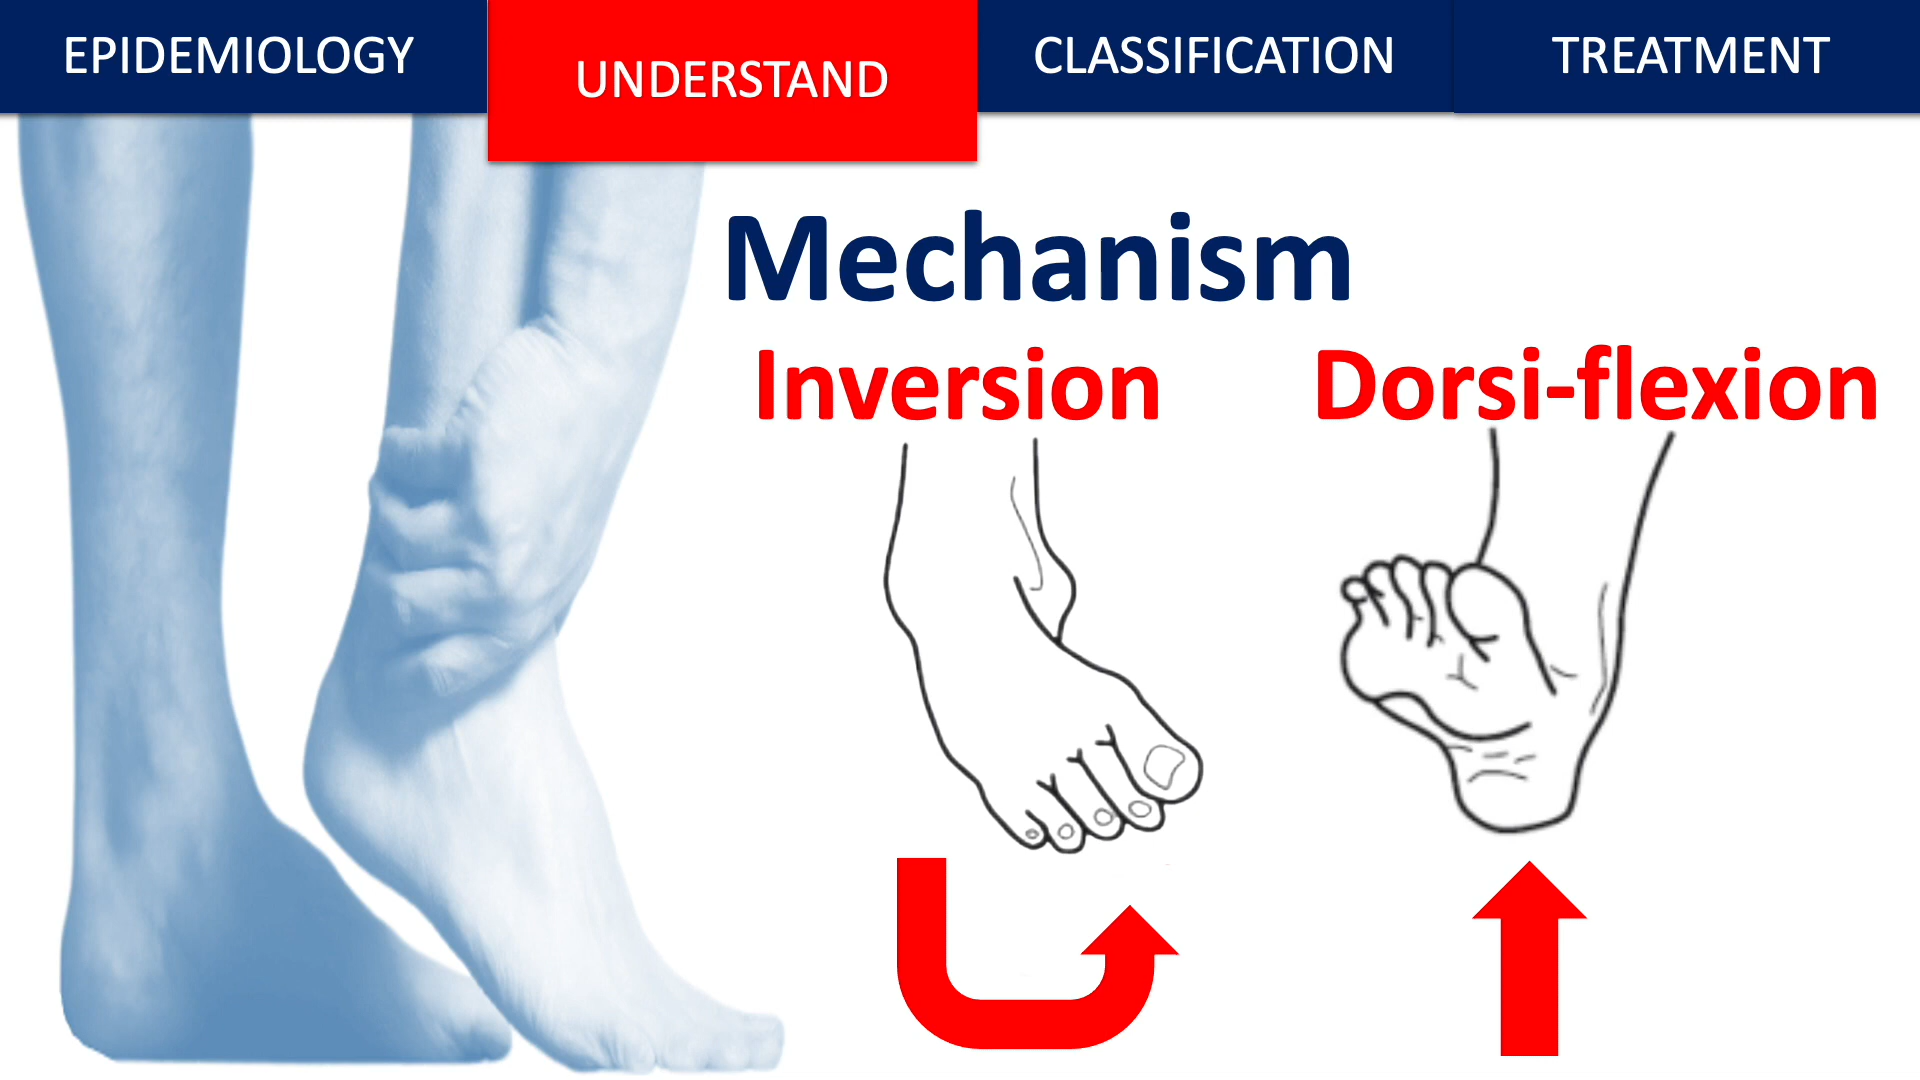 EPIDEMIOLOGY
UNDERSTAND
CLASSIFICATION
TREATMENT
Mechanism
Inversion
Dorsi-flexion